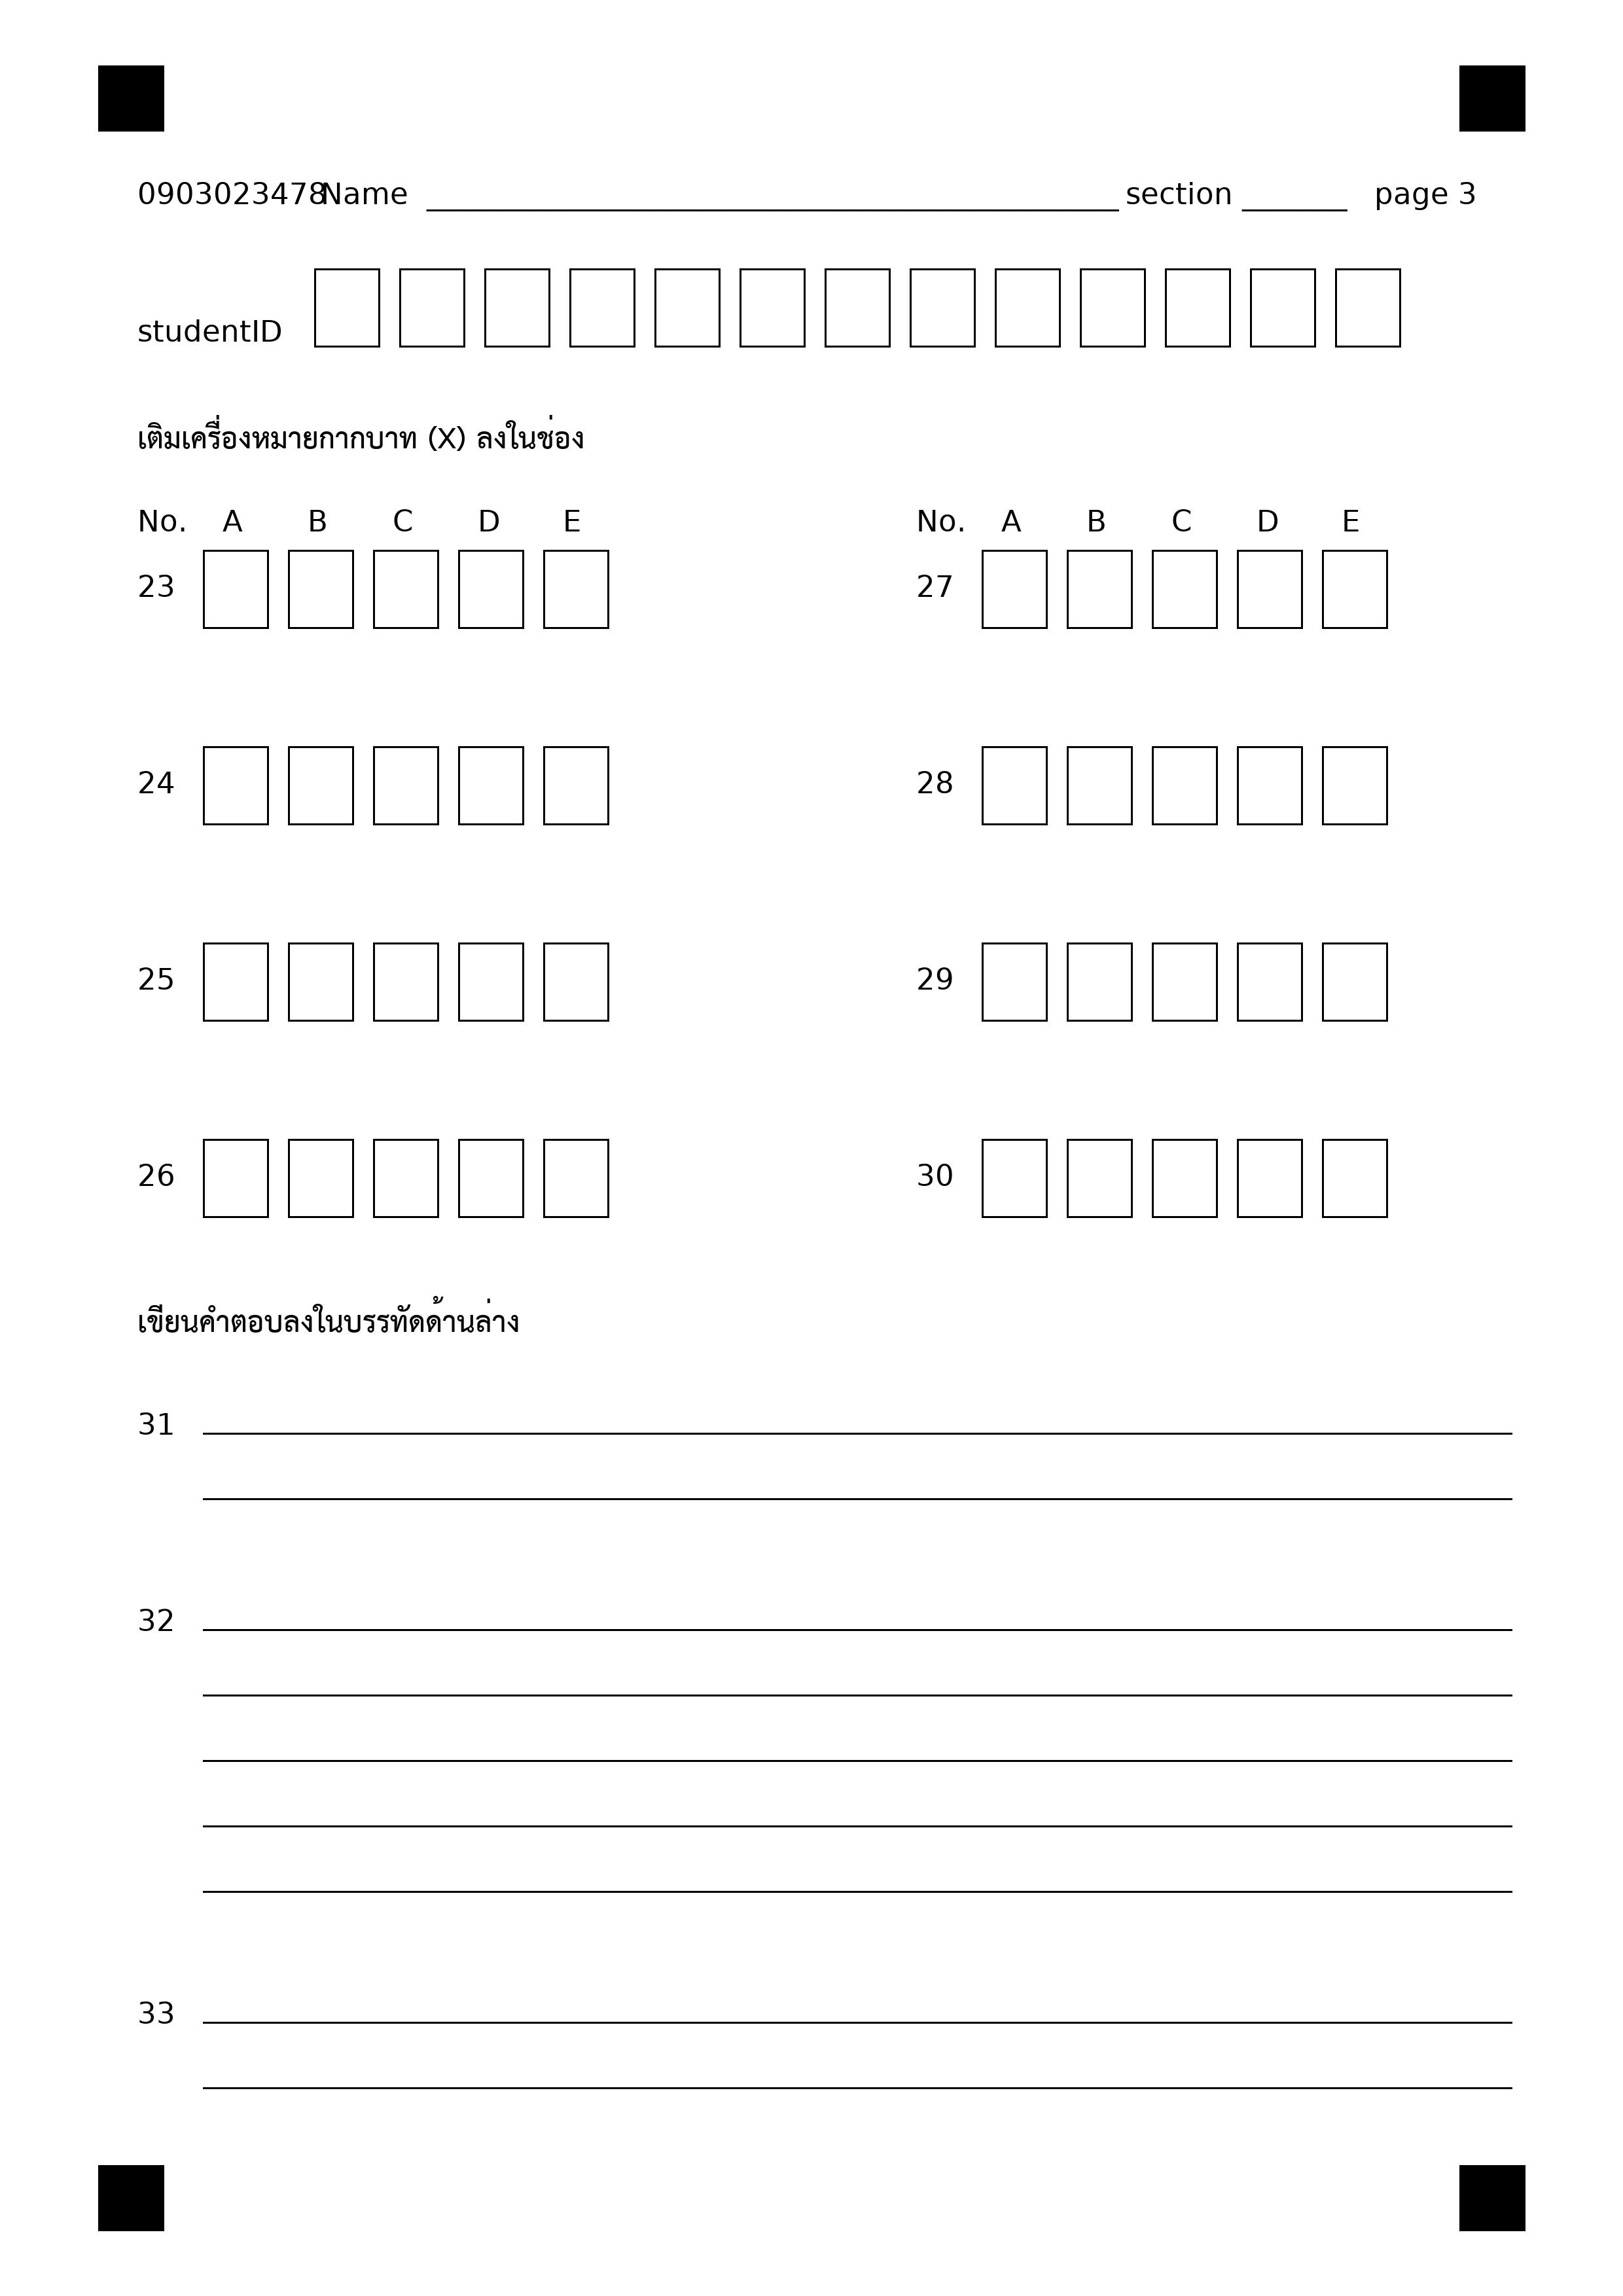 0903023478 Name section page 3
studentID
เติมเครื่องหมายกากบาท (X) ลงในช่อง
No. A B C D E
23
24
25
26
No. A B C D E
27
28
29
30
เขียนคำตอบลงในบรรทัดด้านล่าง
31
32
33